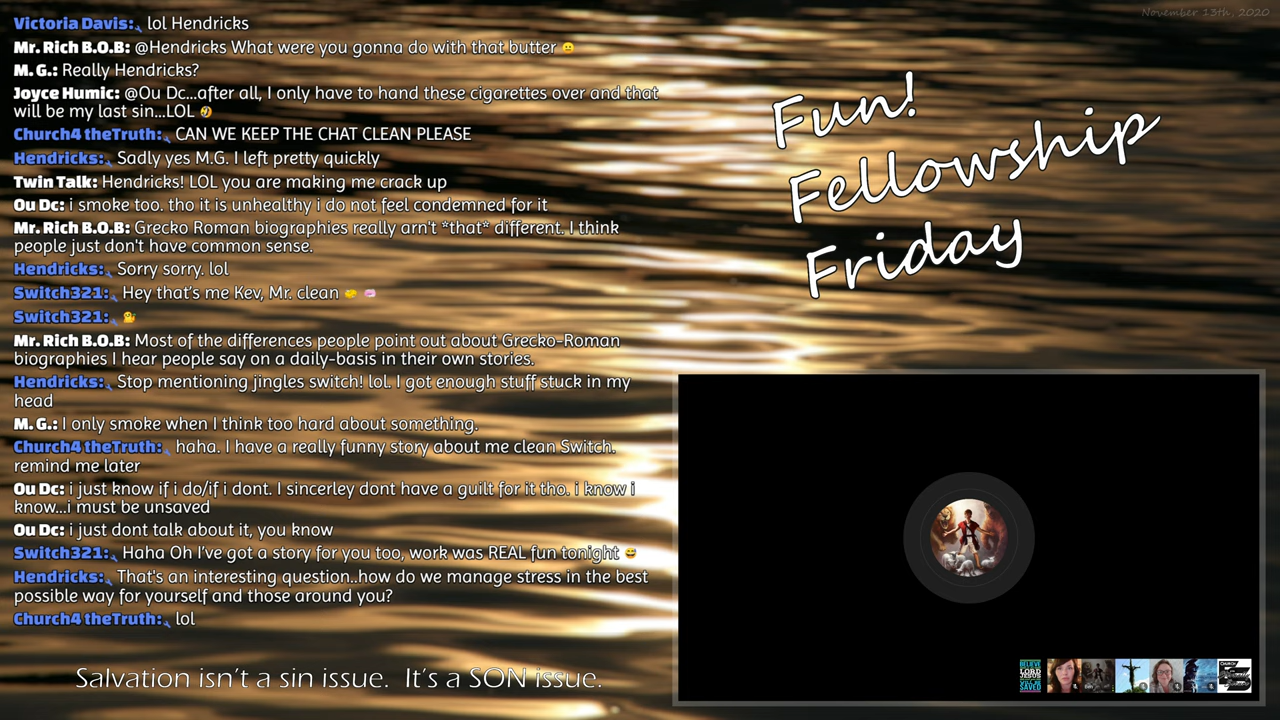 November 13th, 2020
Victoria Davis: lol Hendricks
Mr. Rich B.O.B: @Hendricks What were you gonna do with that butter 😐
M. G.: Really Hendricks?
Joyce Humic: @Ou Dc...after all, I only have to hand these cigarettes over and that
will be my last sin...LOL 🤣
Church4 theTruth: CAN WE KEEP THE CHAT CLEAN PLEASE
Hendricks: Sadly yes M.G. I left pretty quickly
Twin Talk: Hendricks! LOL you are making me crack up
Ou Dc: i smoke too. tho it is unhealthy i do not feel condemned for it
Mr. Rich B.O.B: Grecko Roman biographies really arn't *that* different. I think
people just don't have common sense.
Hendricks: Sorry sorry. lol
Switch321: Hey that's me Kev, Mr. clean
Switch321:
Mr. Rich B.O.B: Most of the differences people point out about Grecko-Roman
biographies I hear people say on a daily-basis in their own stories.
Hendricks: Stop mentioning jingles switch! lol. I got enough stuff stuck in my
head
M. G.: I only smoke when I think too hard about something.
Church4 theTruth: haha. I have a really funny story about me clean Switch.
remind me later
Ou Dc: i just know if i do/if i dont. I sincerley dont have a guilt for it tho. i know i
know...i must be unsaved
Ou Dc: i just dont talk about it, you know
Switch321: Haha Oh I've got a story for you too, work was REAL fun tonight 😅
Hendricks: That's an interesting question..how do we manage stress in the best
possible way for yourself and those around you?
Church4 theTruth: lol
Salvation isn't a sin issue. It's a SON issue.
Fun!
Fellowship
Friday
BELIEVE
LORD
JESUS
SAVED